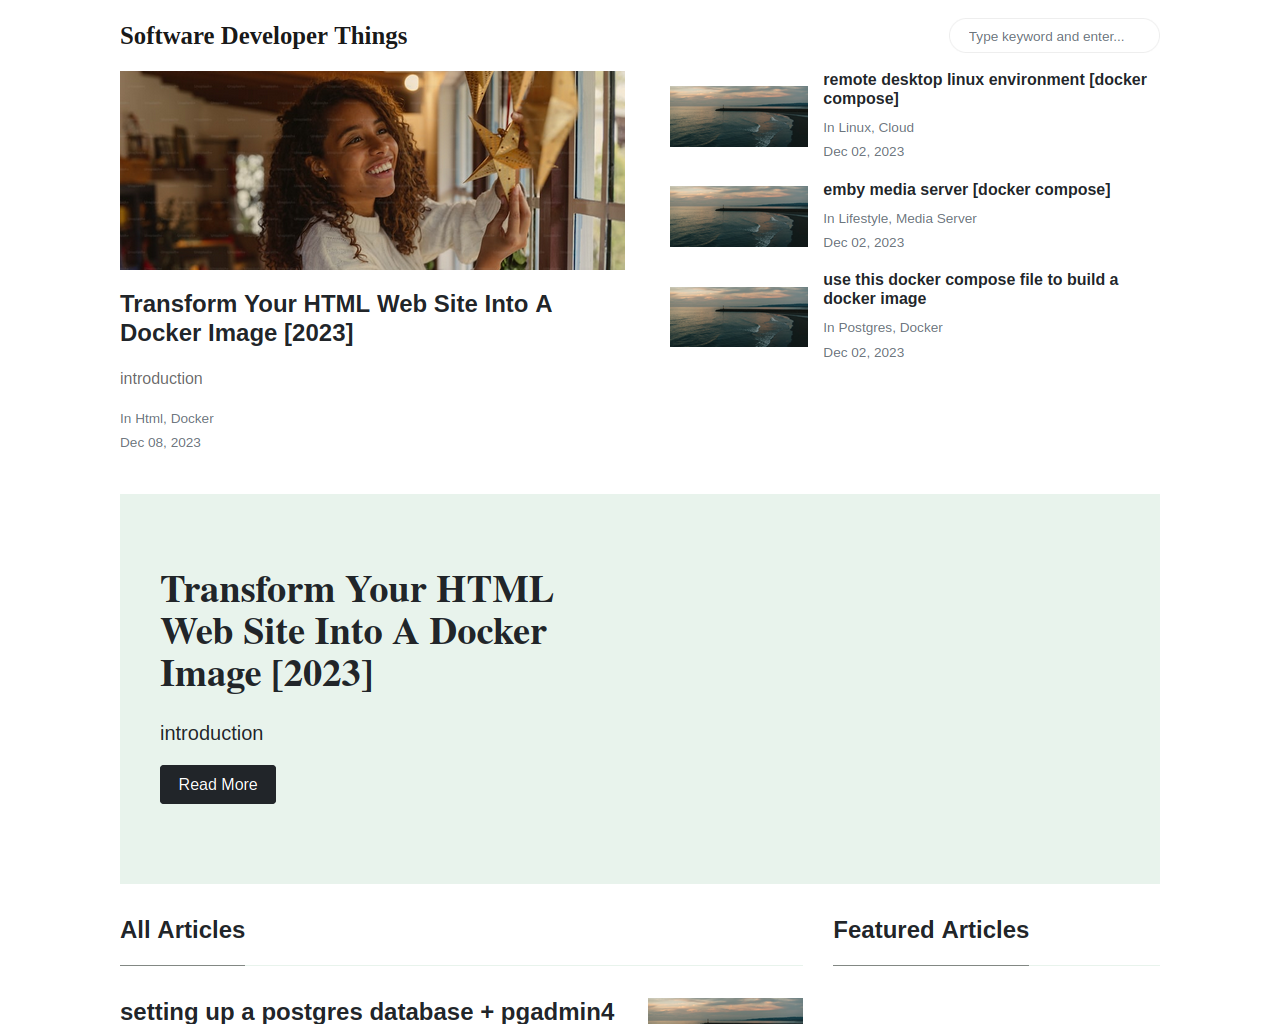 Software Developer Things
Type keyword and enter...
Transform Your HTML Web Site Into A
Docker Image [2023]
introduction
In Html, Docker
Dec 08, 2023
remote desktop linux environment [docker
compose]
In Linux, Cloud
Dec 02, 2023
emby media server [docker compose]
In Lifestyle, Media Server
Dec 02, 2023
use this docker compose file to build a
docker image
In Postgres, Docker
Dec 02, 2023
Transform Your HTML
Web Site Into A Docker
Image [2023]
introduction
Read More
All Articles
Featured Articles
setting up a postgres database + pgadmin4